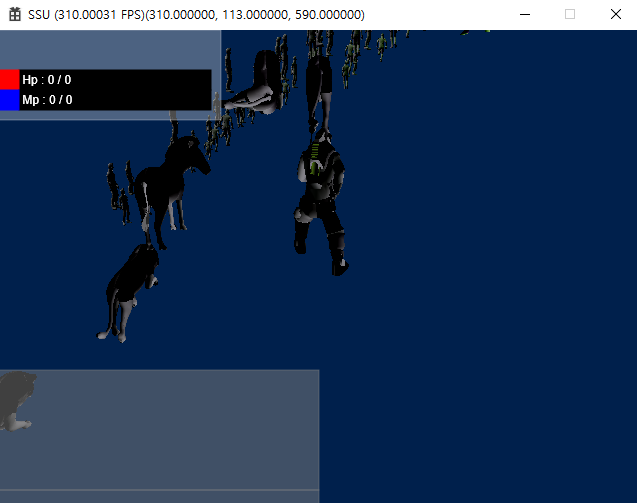 SSU (310.00031 FPS)(310.000000, 113.000000, 590.000000)
Hp : 0 / 0
Mp : 0 / 0